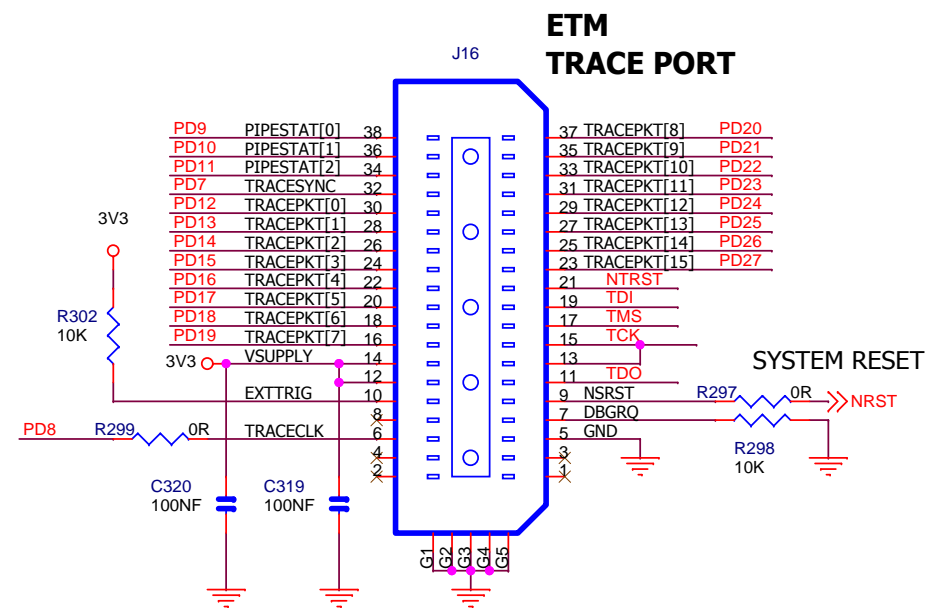 ETM
TRACE PORT
J16
PD9 PIPESTAT[0] 38
PD10 PIPESTAT[1] 36
PD11 PIPESTAT[2] 34
PD7 TRACESYNC 32
PD12 TRACEPKT[0] 30
PD13 TRACEPKT[1] 28
PD14 TRACEPKT[2] 26
PD15 TRACEPKT[3] 24
PD16 TRACEPKT[4] 22
PD17 TRACEPKT[5] 20
PD18 TRACEPKT[6] 18
PD19 TRACEPKT[7] 16
3V3 VSUPPLY 14
12
EXTTRIG 10
8
PD8 R299 0R TRACECLK 6
4
2
3V3
R302
10K
C320
100NF
C319
100NF
37 TRACEPKT[8] PD20
35 TRACEPKT[9] PD21
33 TRACEPKT[10] PD22
31 TRACEPKT[11] PD23
29 TRACEPKT[12] PD24
27 TRACEPKT[13] PD25
25 TRACEPKT[14] PD26
23 TRACEPKT[15] PD27
21 NTRST
19 TDI
17 TMS
15 TCK
13
11 TDO
9 NSRST R297 0R NRST
7 DBGRQ
5 GND
3
1
SYSTEM RESET
R298
10K
G1 G2 G3 G4 G5